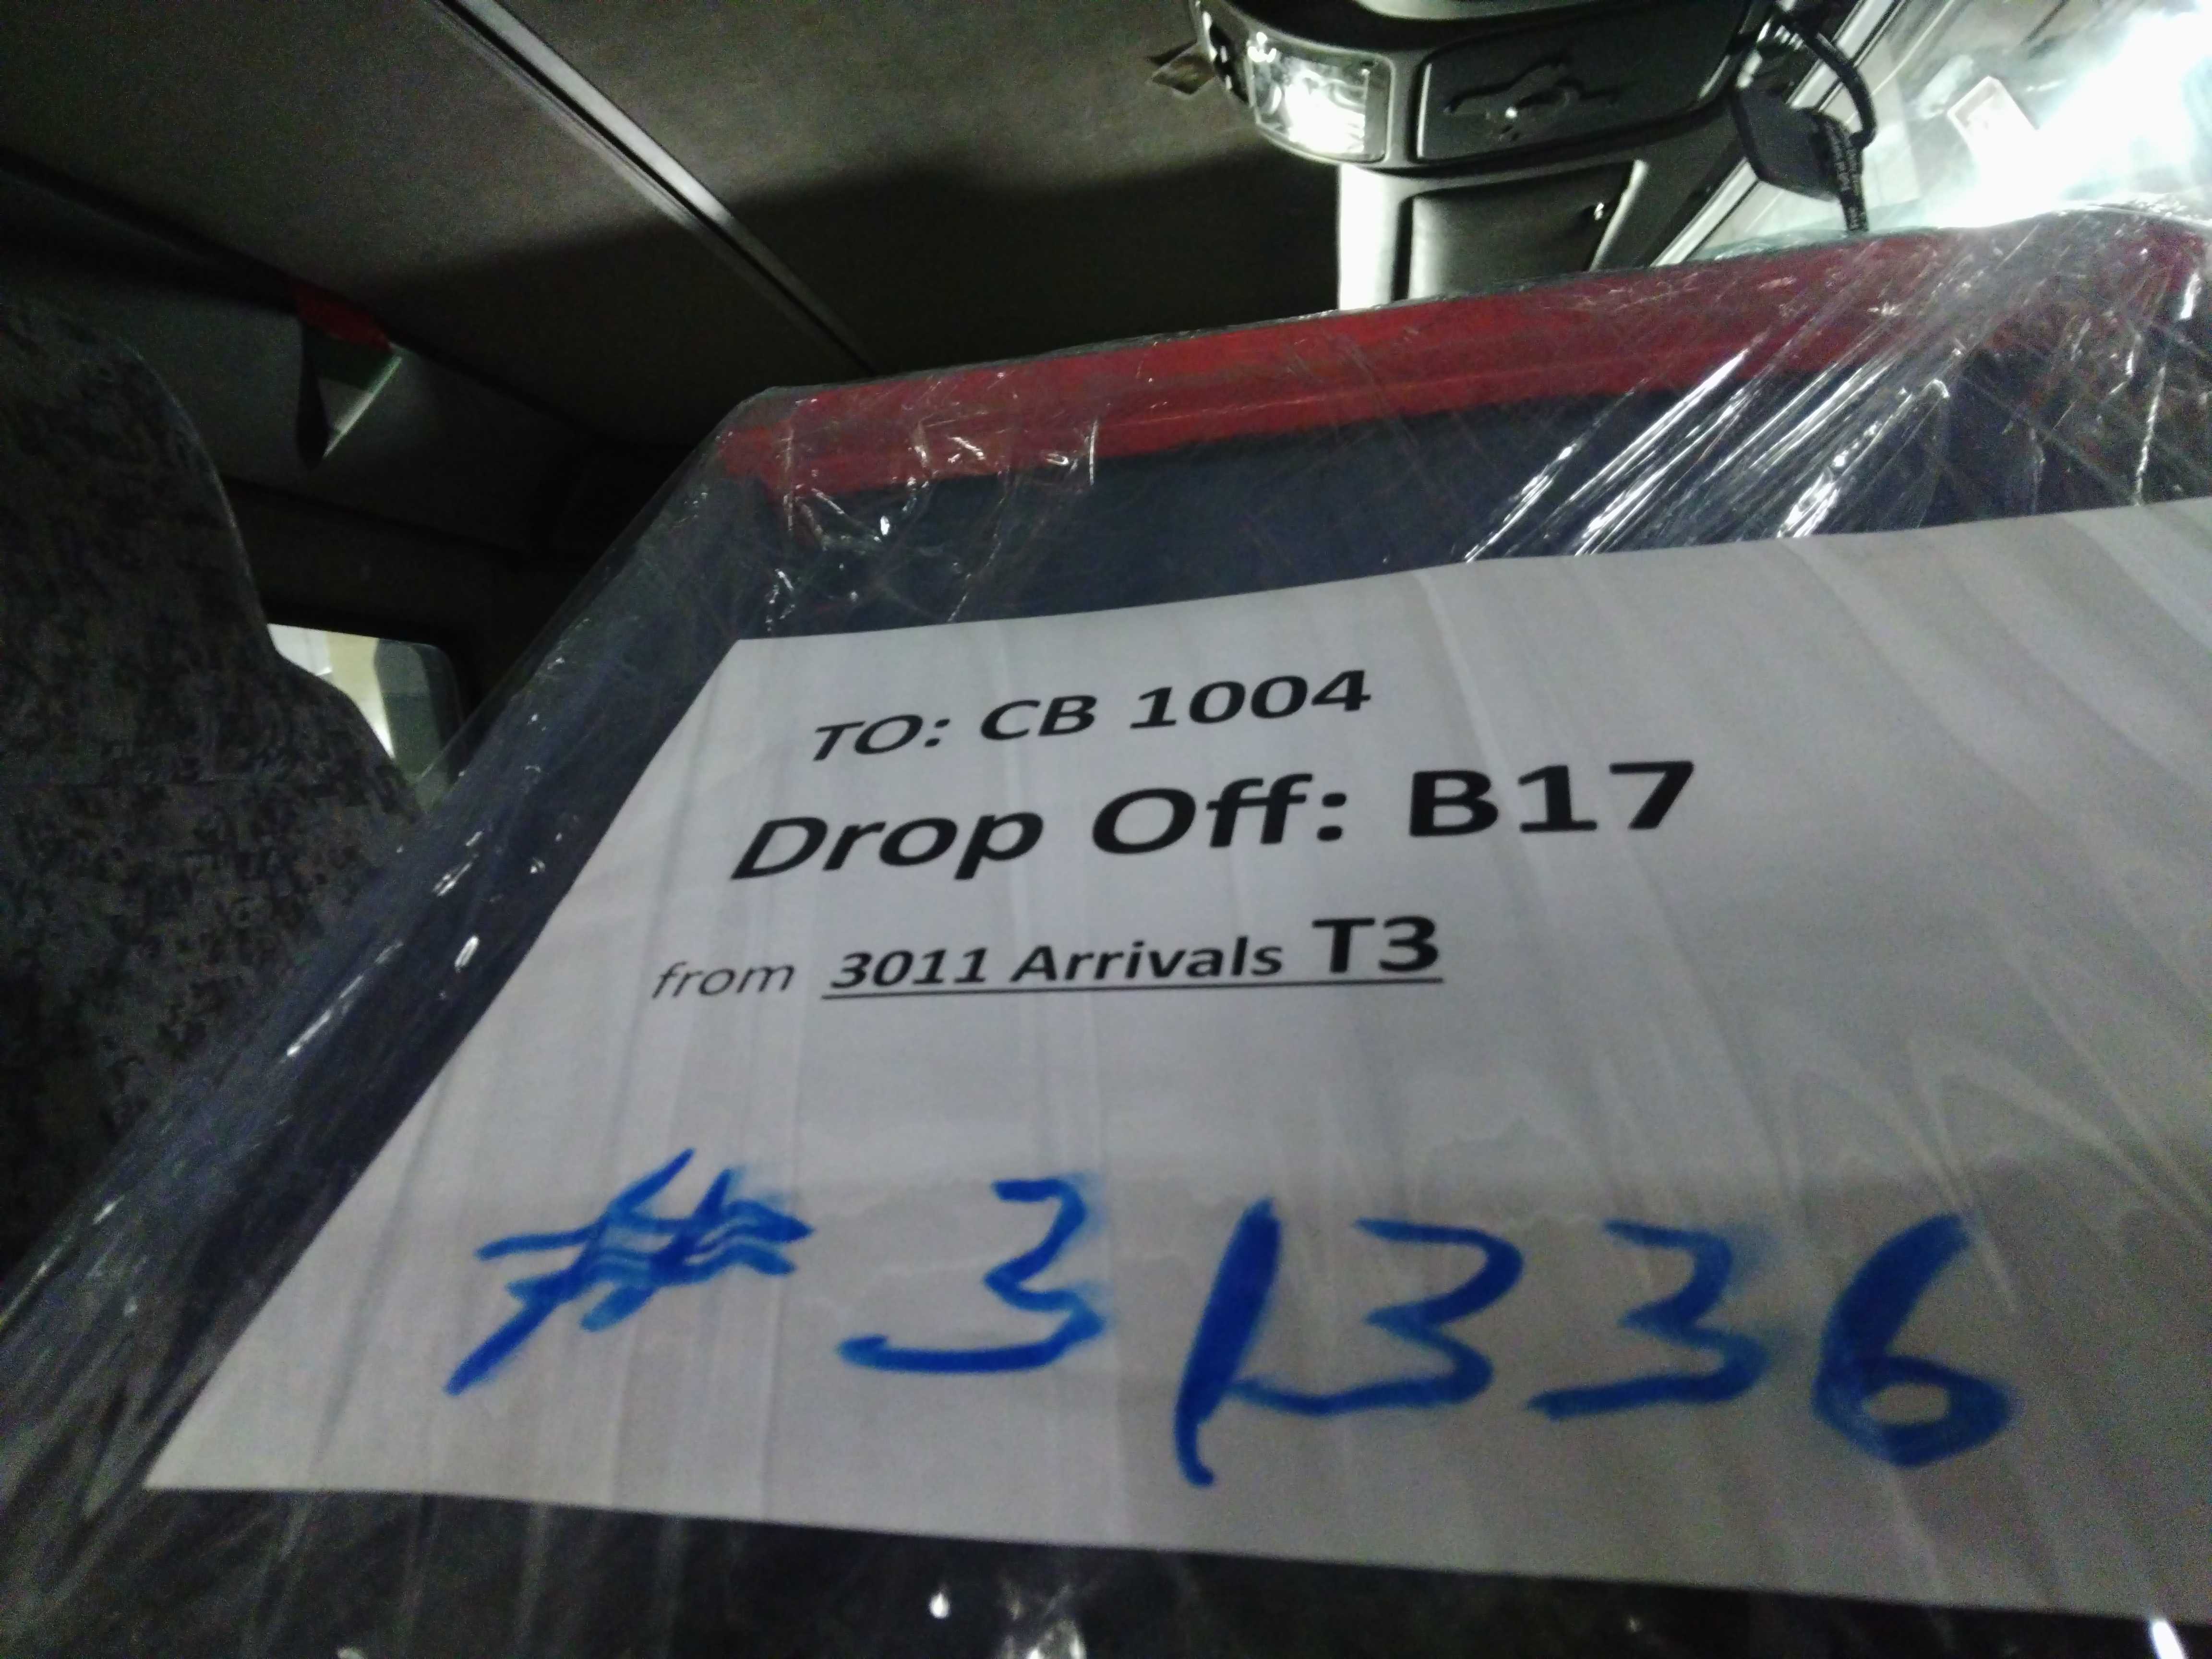 TO: CB 1004
Drop Off: B17
from 3011 Arrivals T3
# 31336